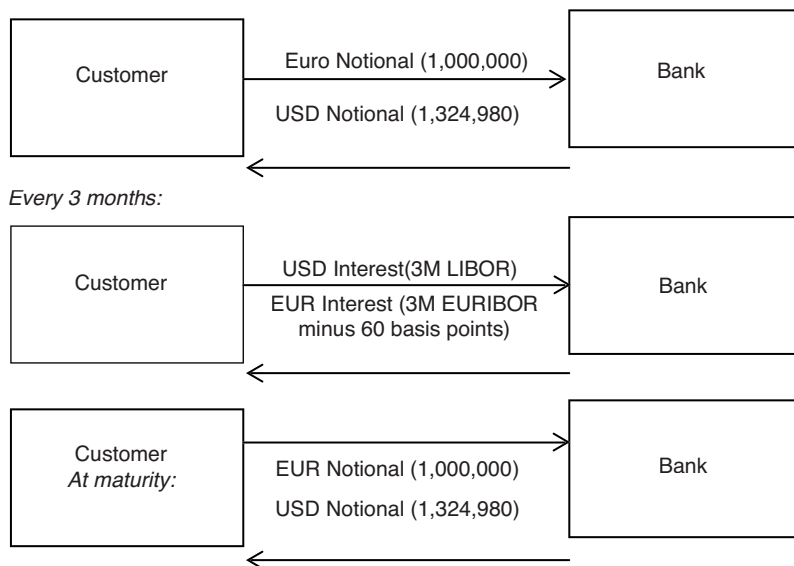 Customer
Euro Notional (1,000,000)
Bank
USD Notional (1,324,980)
Every 3 months:
Customer
USD Interest(3M LIBOR)
Bank
EUR Interest (3M EURIBOR
minus 60 basis points)
Customer
At maturity:
EUR Notional (1,000,000)
Bank
USD Notional (1,324,980)